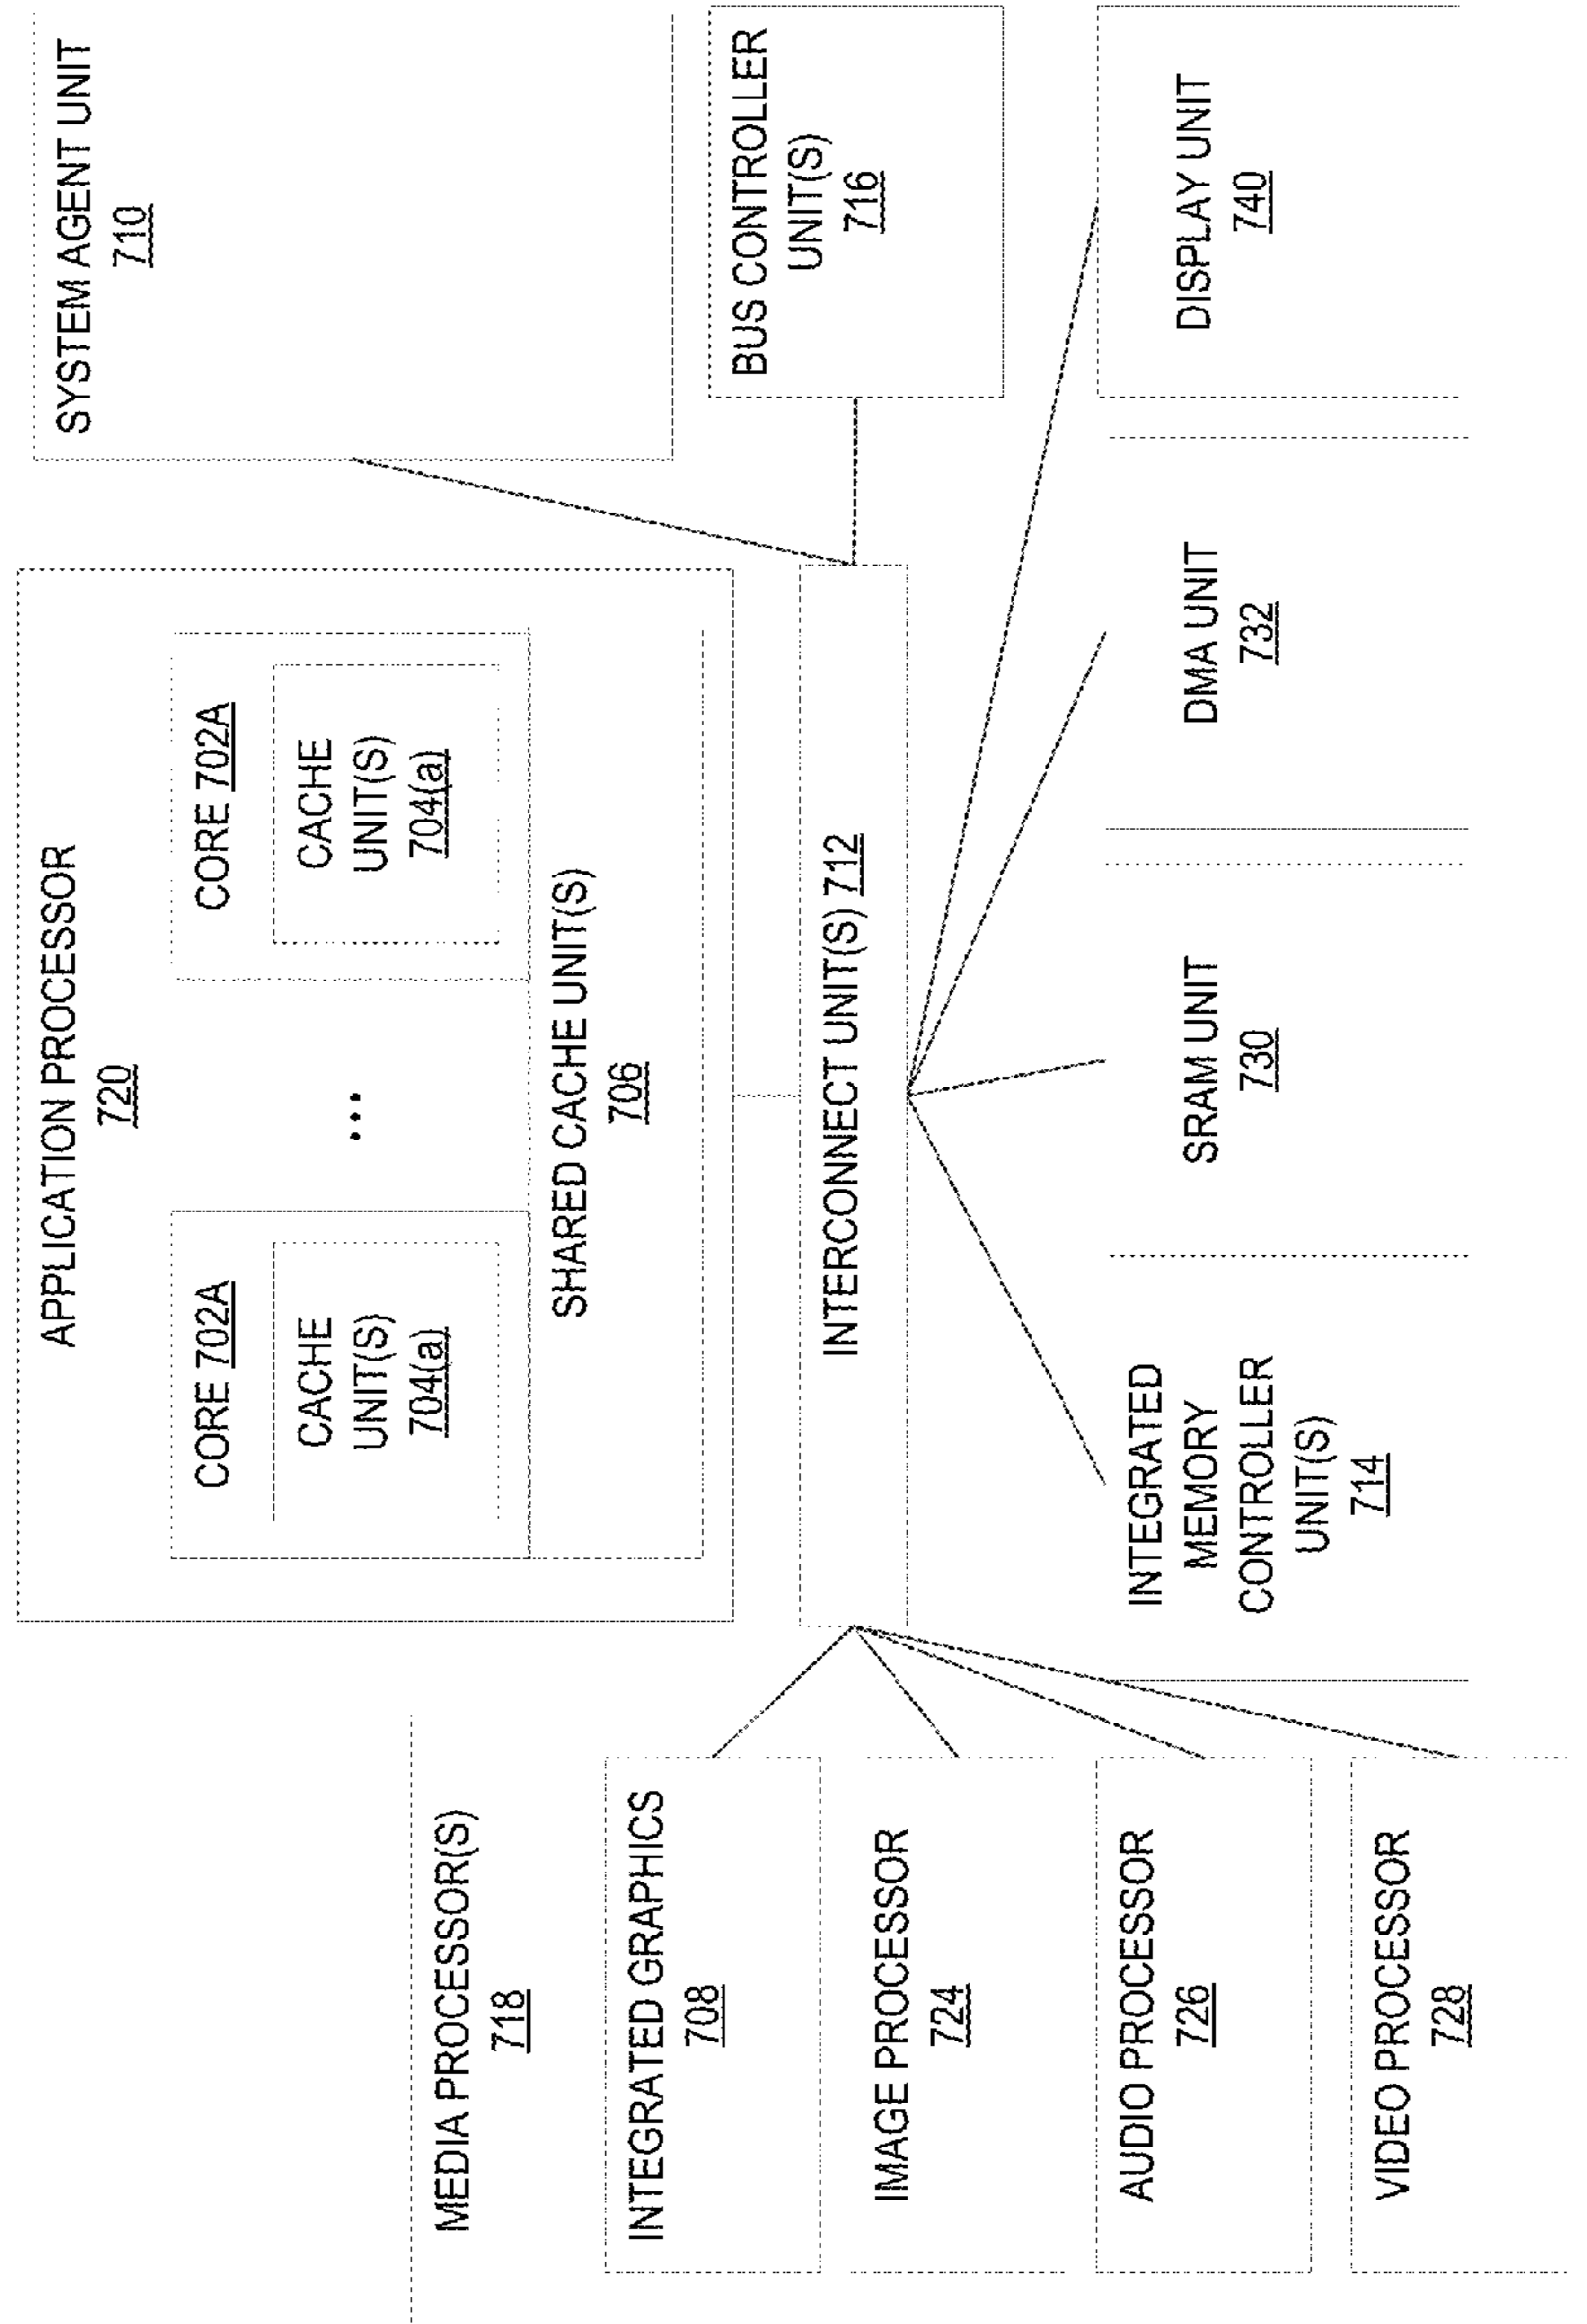 APPLICATION PROCESSOR
720
CORE 702A
CACHE
UNIT(S)
704(a)
...
CORE 702A
CACHE
UNIT(S)
704(a)
SHARED CACHE UNIT(S)
706
SYSTEM AGENT UNIT
710
MEDIA PROCESSOR(S)
718
INTEGRATED GRAPHICS
708
IMAGE PROCESSOR
724
AUDIO PROCESSOR
726
VIDEO PROCESSOR
728
INTERCONNECT UNIT(S) 712
BUS CONTROLLER
UNIT(S)
716
INTEGRATED
MEMORY
CONTROLLER
UNIT(S)
714
SRAM UNIT
730
DMA UNIT
732
DISPLAY UNIT
740